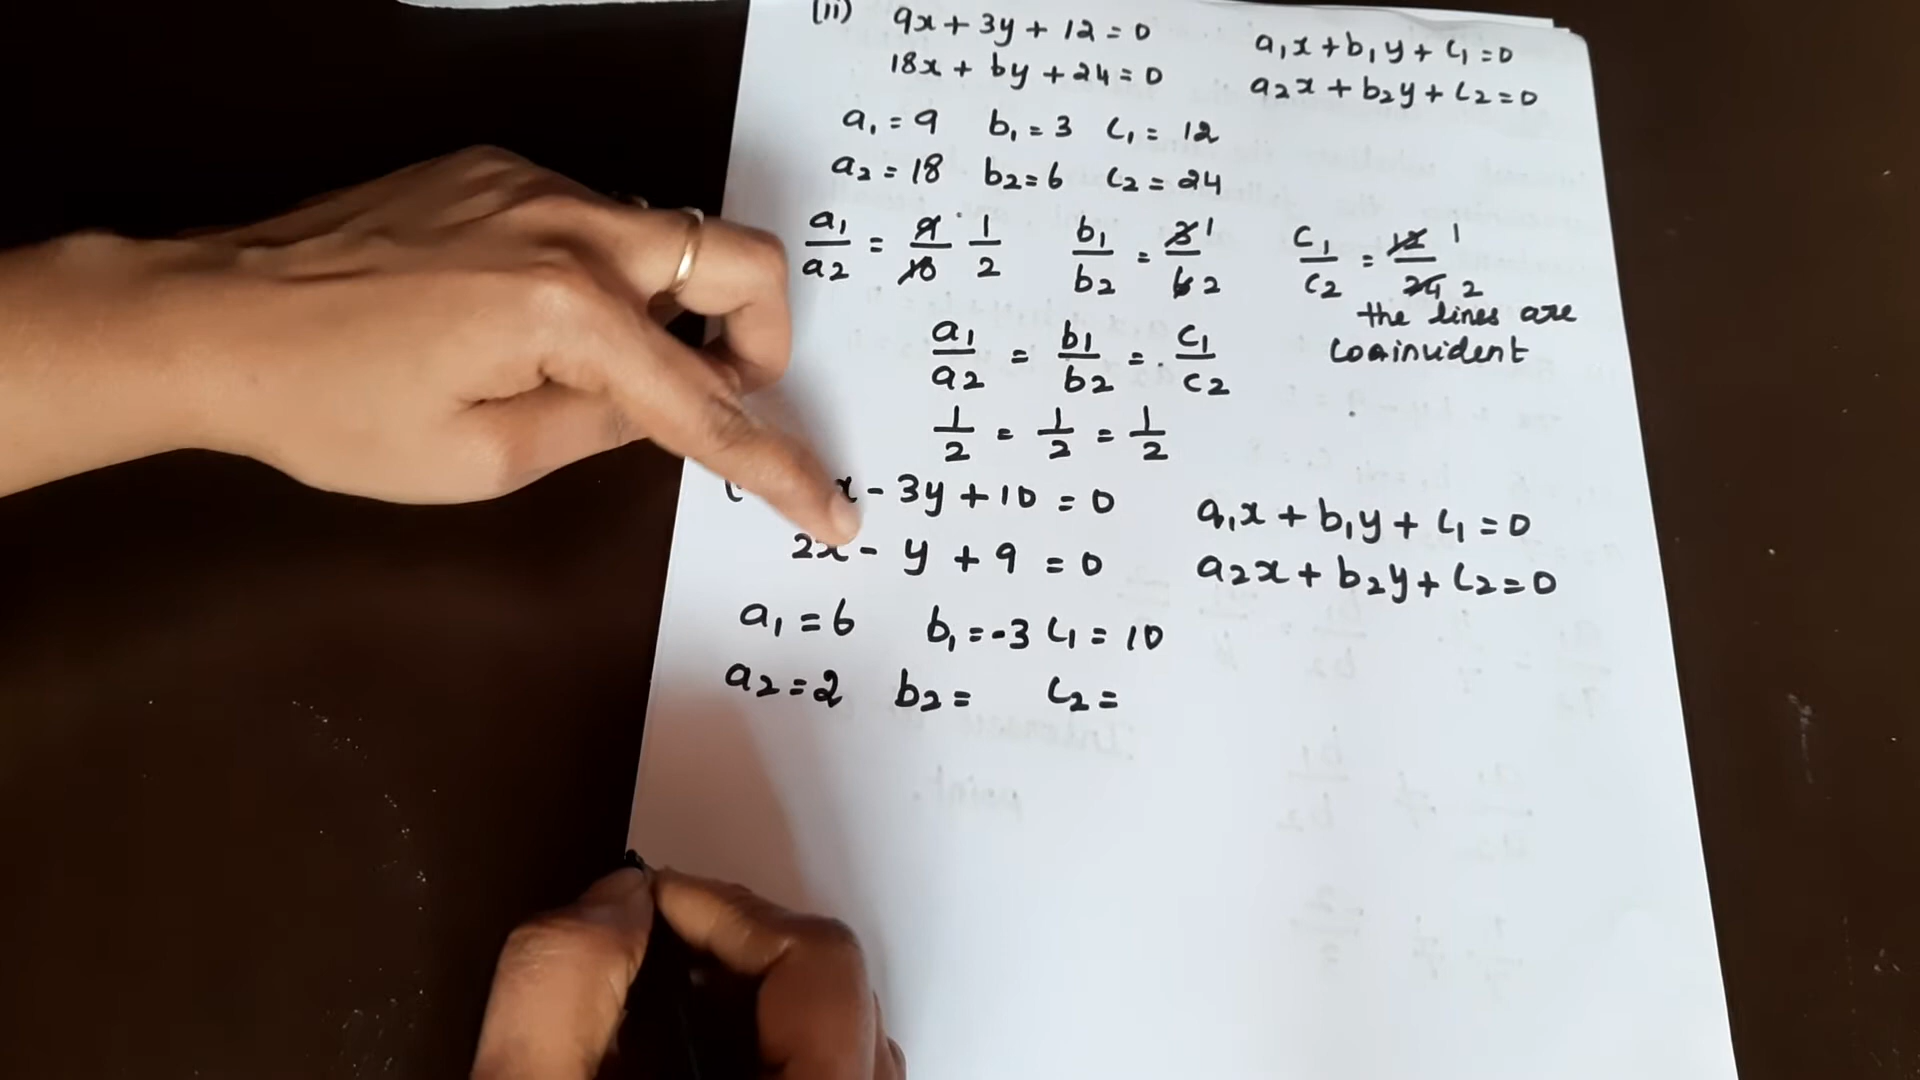 (ii) 9x + 3y + 12 = 0
18x + 6y + 24 = 0
a₁x + b₁y + c₁ = 0
a₂x + b₂y + c₂ = 0
a₁ = 9 b₁ = 3 c₁ = 12
a₂ = 18 b₂ = 6 c₂ = 24
a₁/a₂ = 9/18 1/2 b₁/b₂ = 3/6 1/2 c₁/c₂ = 12/24 1/2
the lines are
coainvident
a₁/a₂ = b₁/b₂ = c₁/c₂
1/2 = 1/2 = 1/2
x - 3y + 10 = 0
2x - y + 9 = 0
a₁x + b₁y + c₁ = 0
a₂x + b₂y + c₂ = 0
a₁ = 6 b₁ = -3 c₁ = 10
a₂ = 2 b₂ = c₂ =